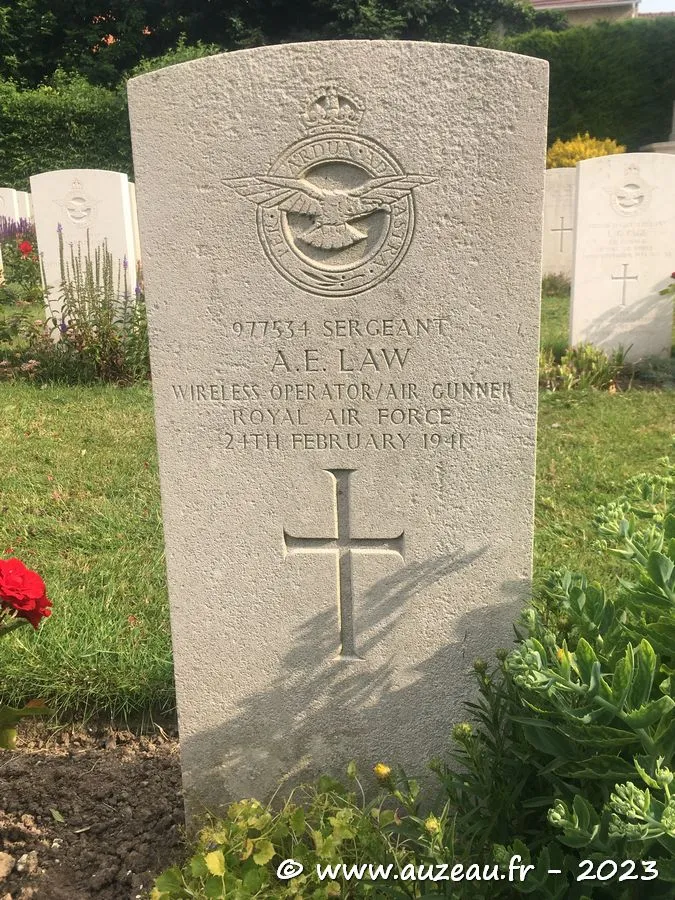 PER ARDUA AD ASTRA
977534 SERGEANT
A.E. LAW
WIRELESS OPERATOR/AIR GUNNER
ROYAL AIR FORCE
24TH FEBRUARY 1941
© www.auzeau.fr - 2023